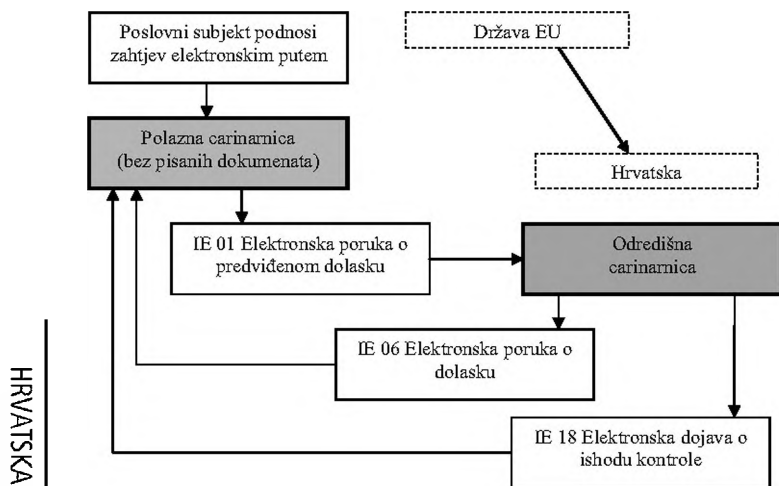 Poslovni subjekt podnosi
zahtjev elektronskim putem
Država EU
Polazna carinarnica
(bez pisanih dokumenata)
Hrvatska
IE 01 Elektronska poruka o
predviđenom dolasku
Odredišna
carinarnica
IE 06 Elektronska poruka o
dolasku
IE 18 Elektronska dojava o
ishodu kontrole
HRVATSKA